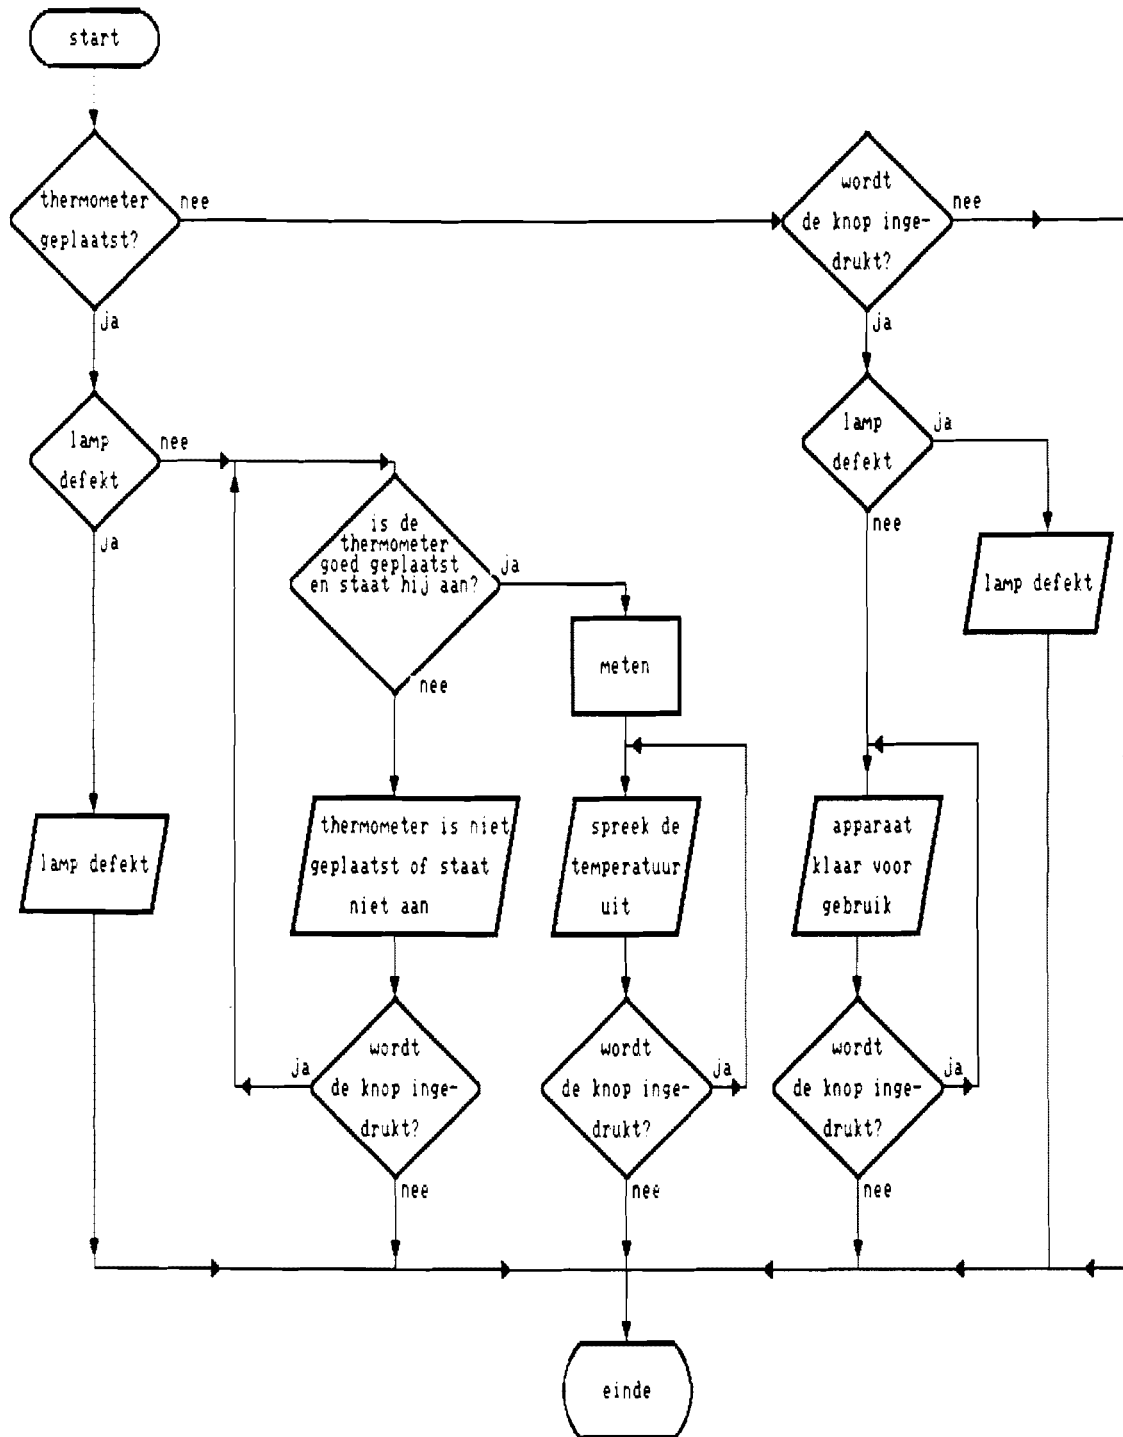 start
thermometer
geplaatst?
nee
ja
wordt
de knop inge-
drukt?
nee
ja
lamp
defekt
nee
ja
is de
thermometer
goed geplaatst
en staat hij aan?
ja
nee
meten
lamp
defekt
ja
nee
lamp defekt
lamp defekt
thermometer is niet
geplaatst of staat
niet aan
spreek de
temperatuur
uit
apparaat
klaar voor
gebruik
wordt
de knop inge-
drukt?
ja
nee
wordt
de knop inge-
drukt?
ja
nee
wordt
de knop inge-
drukt?
ja
nee
einde